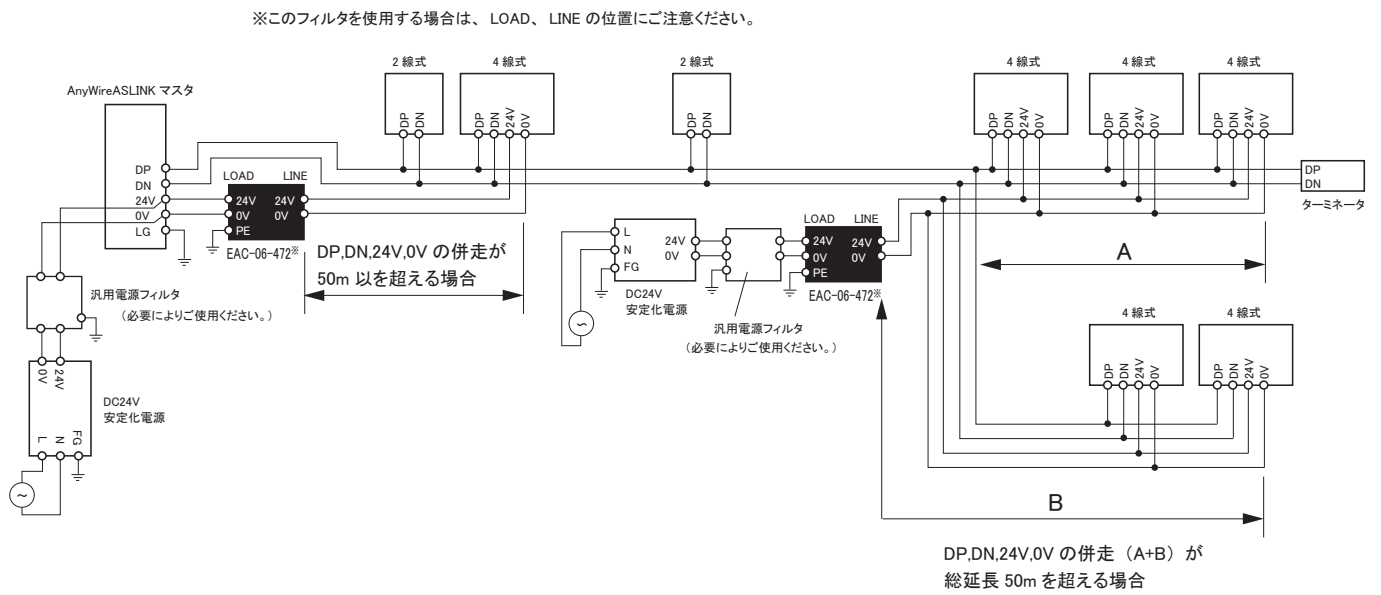 ※このフィルタを使用する場合は、 LOAD、 LINE の位置にご注意ください。
2 線式
4 線式
2 線式
4 線式
4 線式
4 線式
AnyWireASLINK マスタ
DP
DN
DP
DN
24V
0V
DP
DN
DP
DN
24V
0V
DP
DN
24V
0V
DP
DN
24V
0V
DP
DN
24V
0V
LG
LOAD
LINE
24V
24V
0V
0V
PE
EAC-06-472※
DP
DN
ターミネータ
DP,DN,24V,0V の併走が
50m 以を超える場合
L
N
FG
24V
0V
DC24V
安定化電源
LOAD
LINE
24V
24V
0V
0V
PE
EAC-06-472※
A
汎用電源フィルタ
（必要によりご使用ください。）
汎用電源フィルタ
（必要によりご使用ください。）
4 線式
4 線式
DP
DN
24V
0V
DP
DN
24V
0V
0V
24V
DC24V
安定化電源
L
N
FG
~
~
B
DP,DN,24V,0V の併走（A+B）が
総延長 50m を超える場合